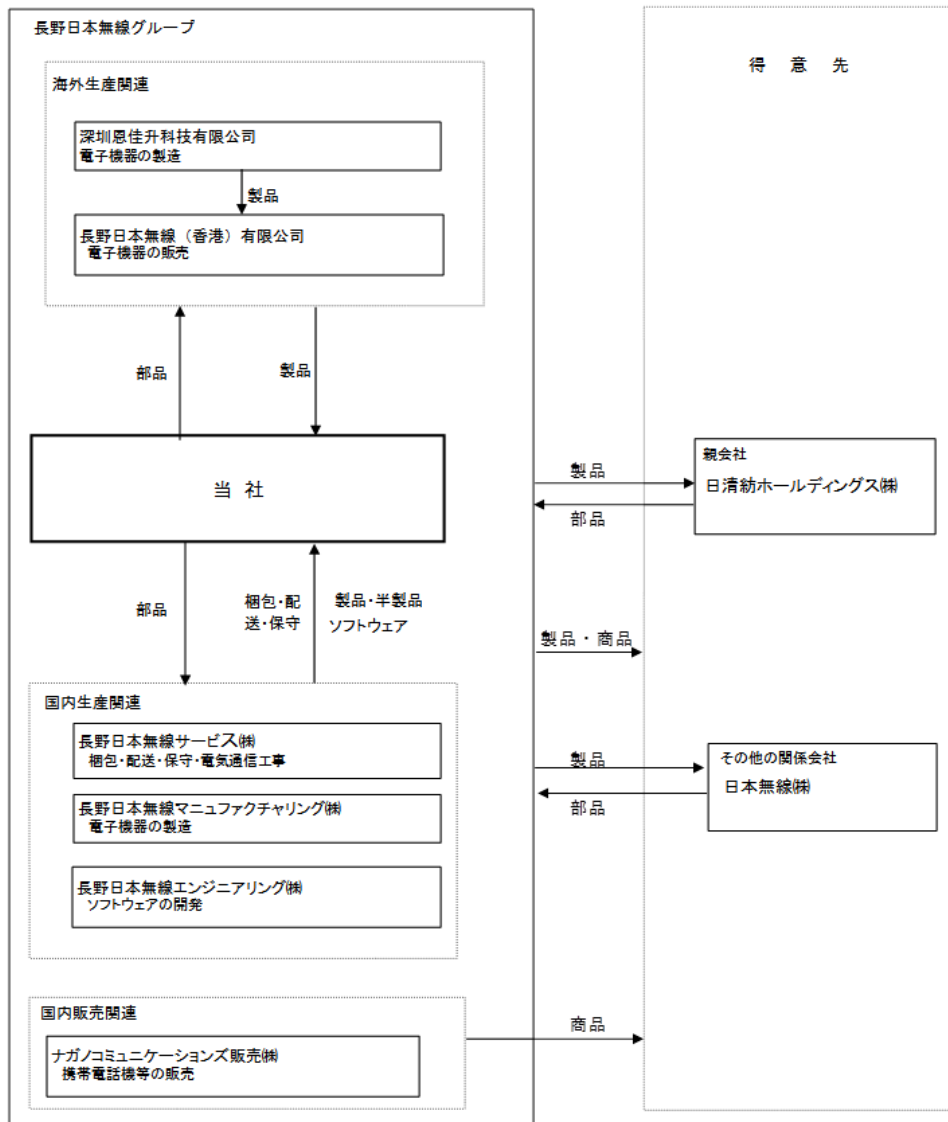 長野日本無線グループ
得 意 先
海外生産関連
深圳恩佳升科技有限公司
電子機器の製造
製品
長野日本無線（香港）有限公司
電子機器の販売
部品
製品
当 社
製品
部品
親会社
日清紡ホールディングス㈱
部品
梱包・配
送・保守
製品・半製品
ソフトウェア
製品・商品
国内生産関連
長野日本無線サービス㈱
梱包・配送・保守・電気通信工事
長野日本無線マニュファクチャリング㈱
電子機器の製造
長野日本無線エンジニアリング㈱
ソフトウェアの開発
製品
部品
その他の関係会社
日本無線㈱
国内販売関連
ナガノコミュニケーションズ販売㈱
携帯電話機等の販売
商品